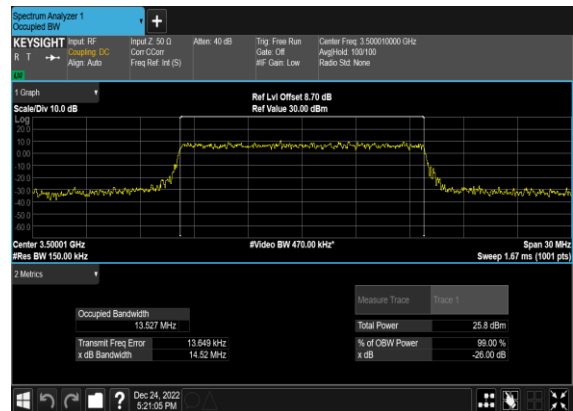 Spectrum Analyzer 1
Occupied BW
+
KEYSIGHT
R T
LXI
Input: RF
Coupling: DC
Align: Auto
Input Z: 50 Ω
Corr CCorr
Freq Ref: Int (S)
Atten: 40 dB
Trig: Free Run
Gate: Off
#IF Gain: Low
Center Freq: 3.500010000 GHz
Avg|Hold: 100/100
Radio Std: None
1 Graph
Scale/Div 10.0 dB
Ref Lvl Offset 8.70 dB
Ref Value 30.00 dBm
Log
20.0
10.0
0.00
-10.0
-20.0
-30.0
-40.0
-50.0
-60.0
Center 3.50001 GHz
#Res BW 150.00 kHz
#Video BW 470.00 kHz*
Span 30 MHz
Sweep 1.67 ms (1001 pts)
2 Metrics
Measure Trace
Trace 1
Occupied Bandwidth
13.527 MHz
Total Power
25.8 dBm
Transmit Freq Error
13.649 kHz
% of OBW Power
99.00 %
x dB Bandwidth
14.52 MHz
x dB
-26.00 dB
?
Dec 24, 2022
5:21:05 PM